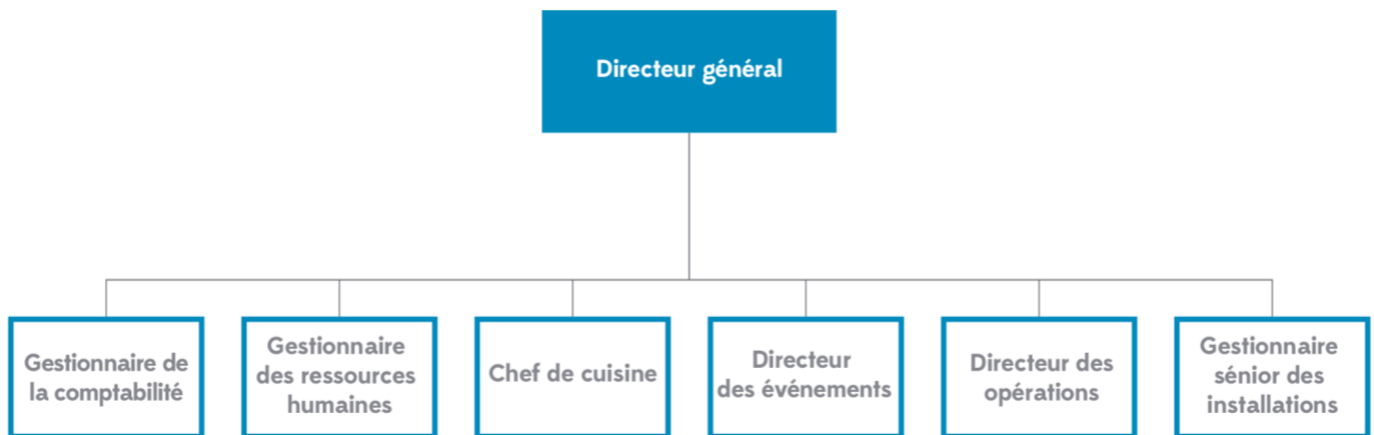 Directeur général
Gestionnaire de
la comptabilité
Gestionnaire
des ressources
humaines
Chef de cuisine
Directeur
des événements
Directeur des
opérations
Gestionnaire
sénior des
installations